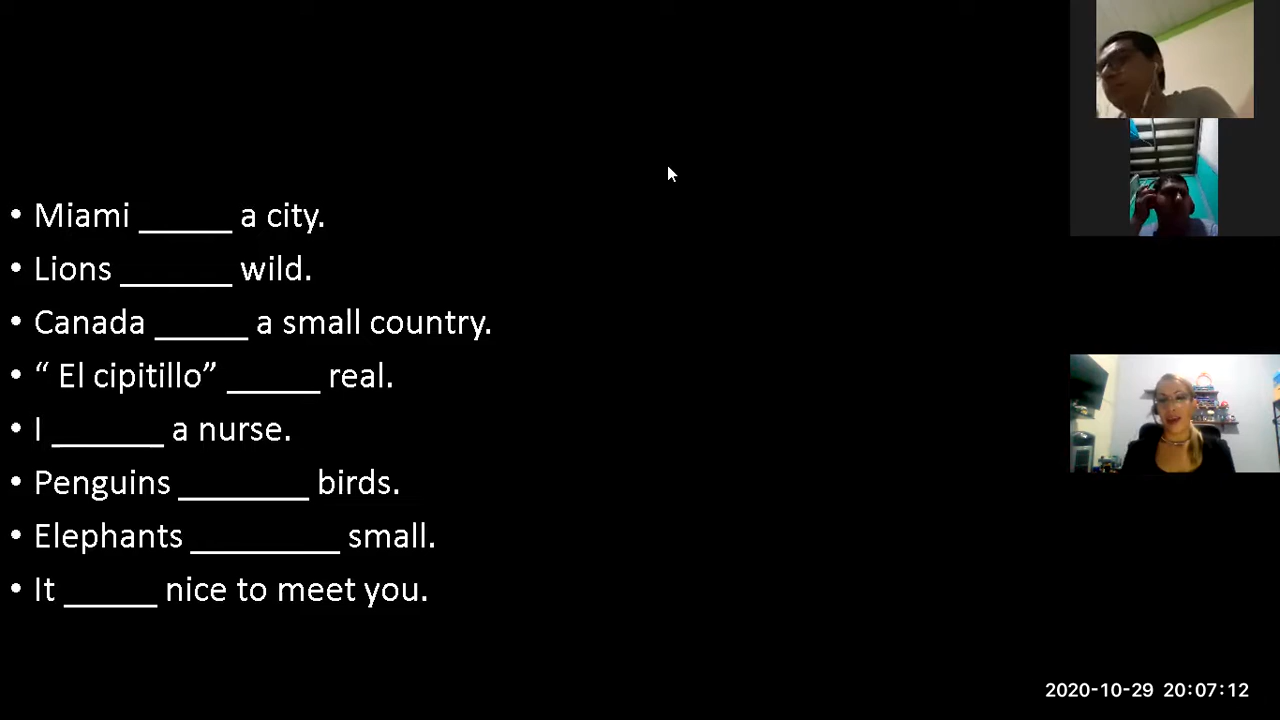 • Miami ______ a city.
• Lions _______ wild.
• Canada ______ a small country.
• “ El cipitillo” ______ real.
• I _______ a nurse.
• Penguins ________ birds.
• Elephants _________ small.
• It ______ nice to meet you.
2020-10-29 20:07:12